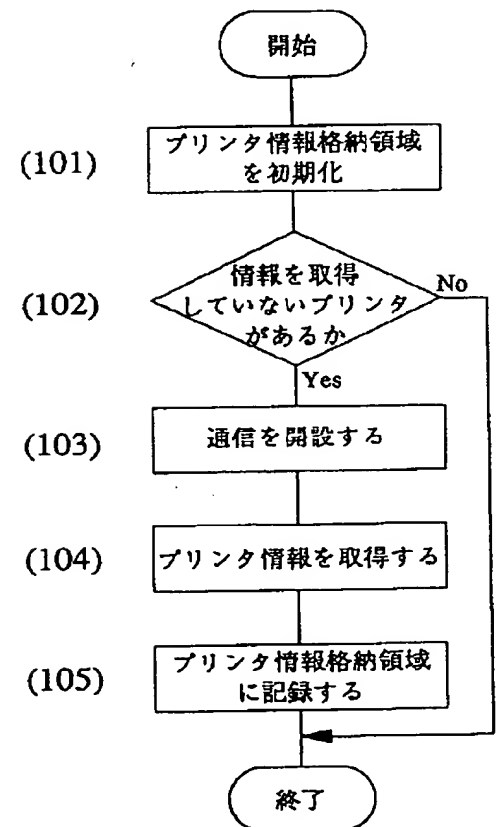 開始
(101)
プリンタ情報格納領域
を初期化
(102)
情報を取得
していないプリンタ
があるか
No
Yes
(103)
通信を開設する
(104)
プリンタ情報を取得する
(105)
プリンタ情報格納領域
に記録する
終了